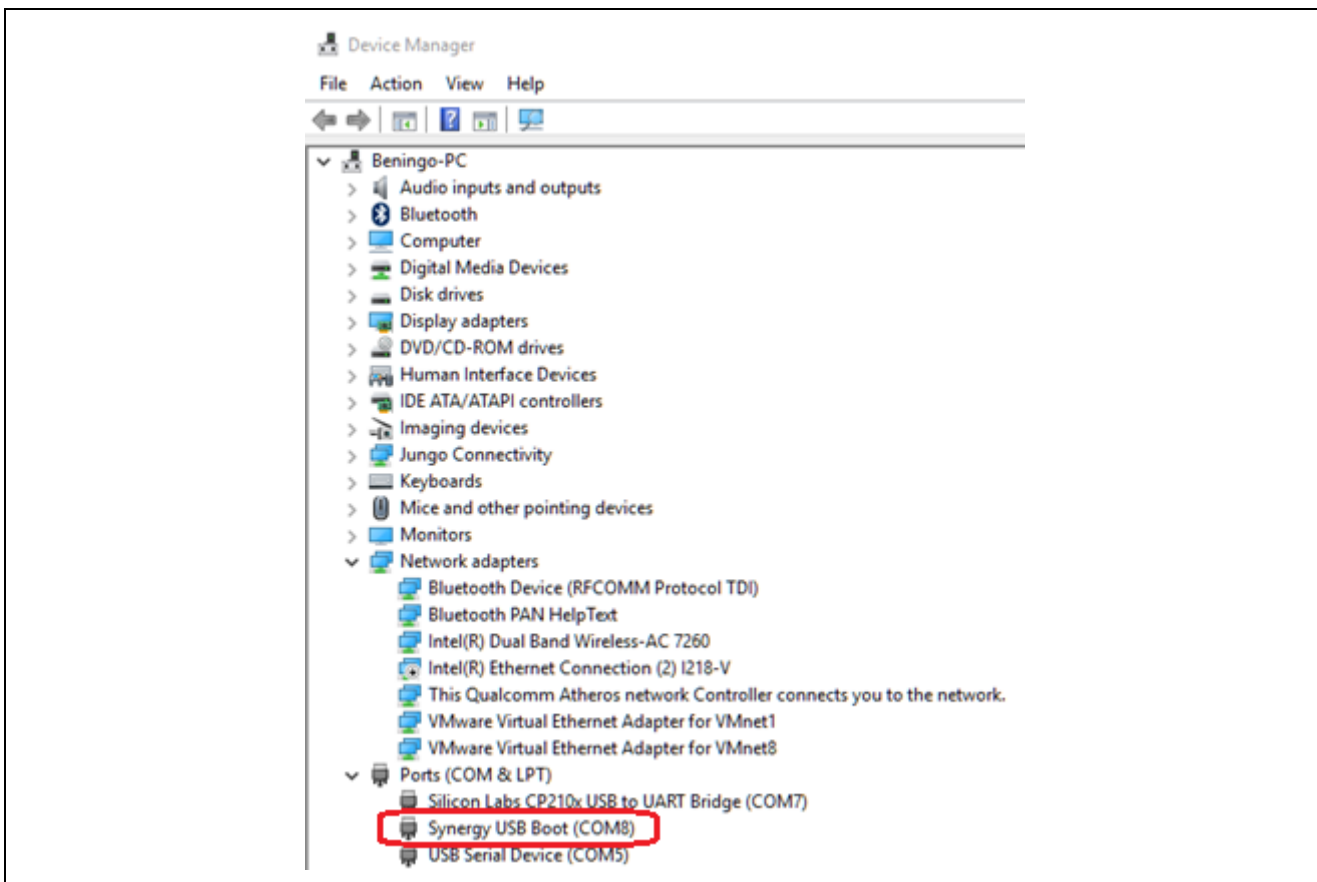 Device Manager
File Action View Help
Beningo-PC
Audio inputs and outputs
Bluetooth
Computer
Digital Media Devices
Disk drives
Display adapters
DVD/CD-ROM drives
Human Interface Devices
IDE ATA/ATAPI controllers
Imaging devices
Jungo Connectivity
Keyboards
Mice and other pointing devices
Monitors
Network adapters
Bluetooth Device (RFCOMM Protocol TDI)
Bluetooth PAN HelpText
Intel(R) Dual Band Wireless-AC 7260
Intel(R) Ethernet Connection (2) I218-V
This Qualcomm Atheros network Controller connects you to the network.
VMware Virtual Ethernet Adapter for VMnet1
VMware Virtual Ethernet Adapter for VMnet8
Ports (COM & LPT)
Silicon Labs CP210x USB to UART Bridge (COM7)
Synergy USB Boot (COM8)
USB Serial Device (COM5)